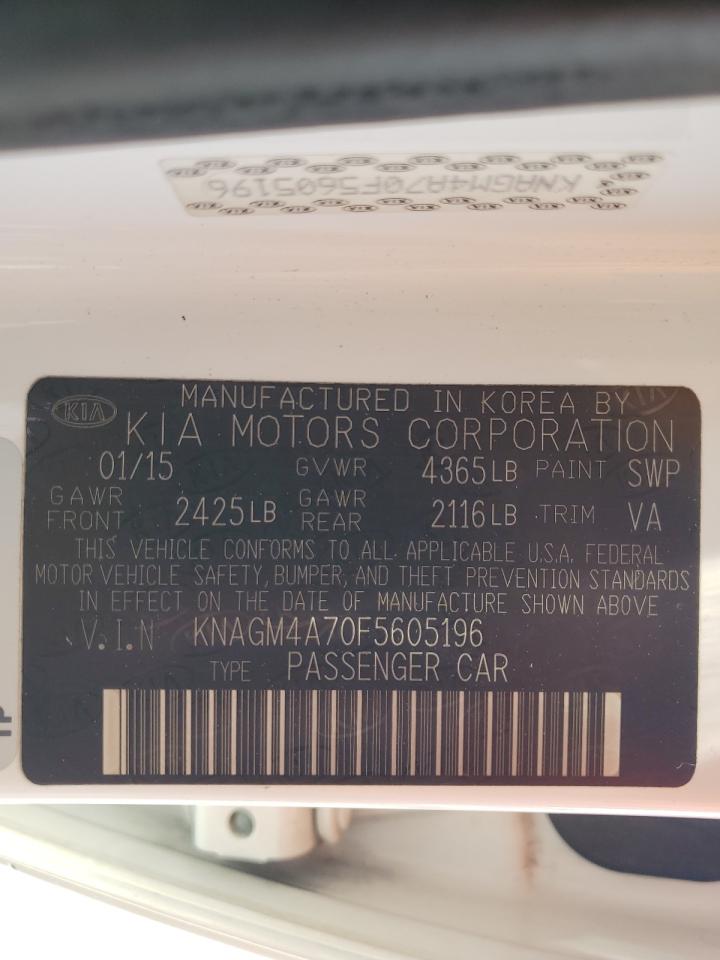 KNAGM4A70F5605196
KIA MANUFACTURED IN KOREA BY
KIA MOTORS CORPORATION
01/15 GVWR 4365LB PAINT SWP
GAWR FRONT 2425LB GAWR REAR 2116LB TRIM VA
THIS VEHICLE CONFORMS TO ALL APPLICABLE U.S.A. FEDERAL
MOTOR VEHICLE SAFETY, BUMPER, AND THEFT PREVENTION STANDARDS
IN EFFECT ON THE DATE OF MANUFACTURE SHOWN ABOVE
V.I.N KNAGM4A70F5605196
TYPE PASSENGER CAR